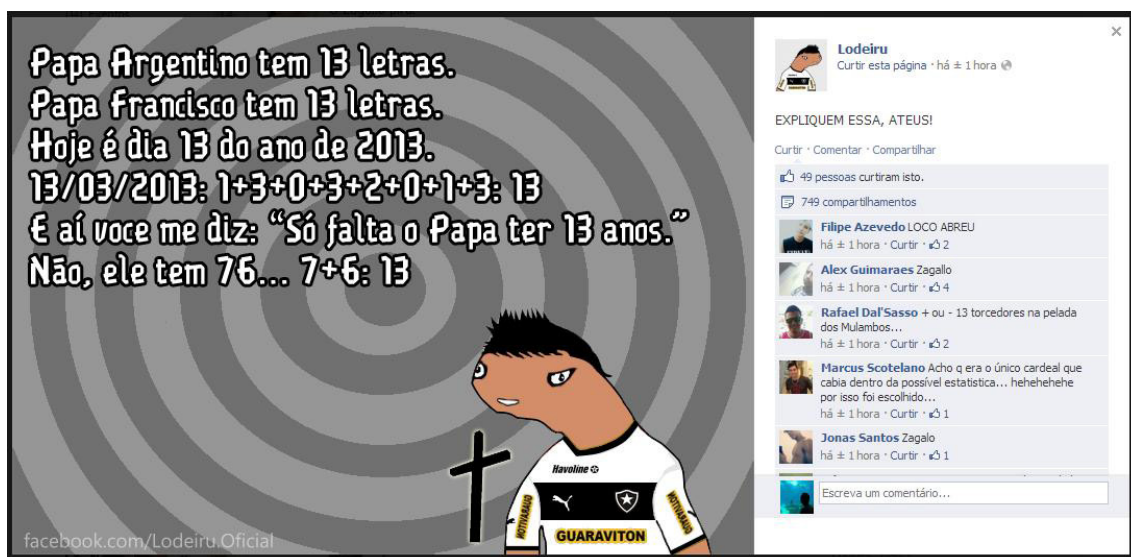 Papa Argentino tem 13 letras.
Papa Francisco tem 13 letras.
Hoje é dia 13 do ano de 2013.
13/03/2013: 1+3+0+3+2+0+1+3: 13
E aí voce me diz: “Só falta o Papa ter 13 anos.”
Não, ele tem 76... 7+6: 13
Havoline
GUARAVITON
facebook.com/Lodeiru.Oficial
Lodeiru
Curtir esta página · há ± 1 hora
EXPLIQUEM ESSA, ATEUS!
Curtir · Comentar · Compartilhar
49 pessoas curtiram isto.
749 compartilhamentos
Filipe Azevedo LOCO ABREU
há ± 1 hora · Curtir · 2
Alex Guimaraes Zagallo
há ± 1 hora · Curtir · 4
Rafael Dal'Sasso + ou - 13 torcedores na pelada
dos Mulambos...
há ± 1 hora · Curtir · 2
Marcus Scotelano Acho q era o único cardeal que
cabia dentro da possível estatistica... hehehehehe
por isso foi escolhido...
há ± 1 hora · Curtir · 1
Jonas Santos Zagalo
há ± 1 hora · Curtir · 1
Escreva um comentário...